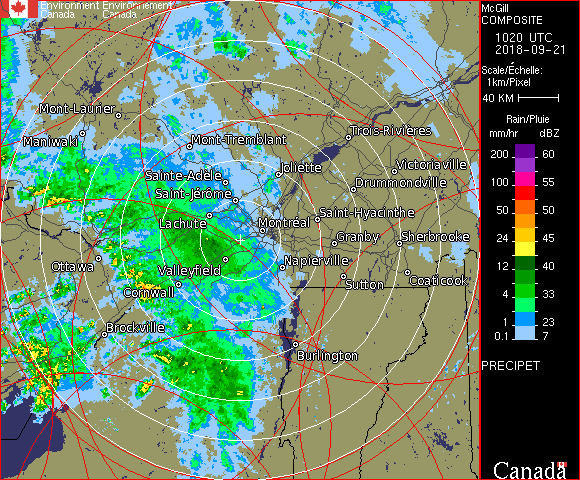 Environment Environnement
Canada Canada
McGill
COMPOSITE
1020 UTC
2018-09-21
Scale/Échelle:
1km/Pixel
40 KM
Rain/Pluie
mm/hr dBZ
200 60
100 55
50 50
24 45
12 40
4 33
1 23
0.1 7
PRECIPET
Canada
Mont-Laurier
Maniwaki
Mont-Tremblant
Trois-Rivières
Joliette
Victoriaville
Sainte-Adèle
Drummondville
Saint-Jérôme
Saint-Hyacinthe
Lachute
Montréal
Granby
Sherbrooke
Ottawa
Valleyfield
Napierville
Cornwall
Sutton
Coaticook
Brockville
Burlington